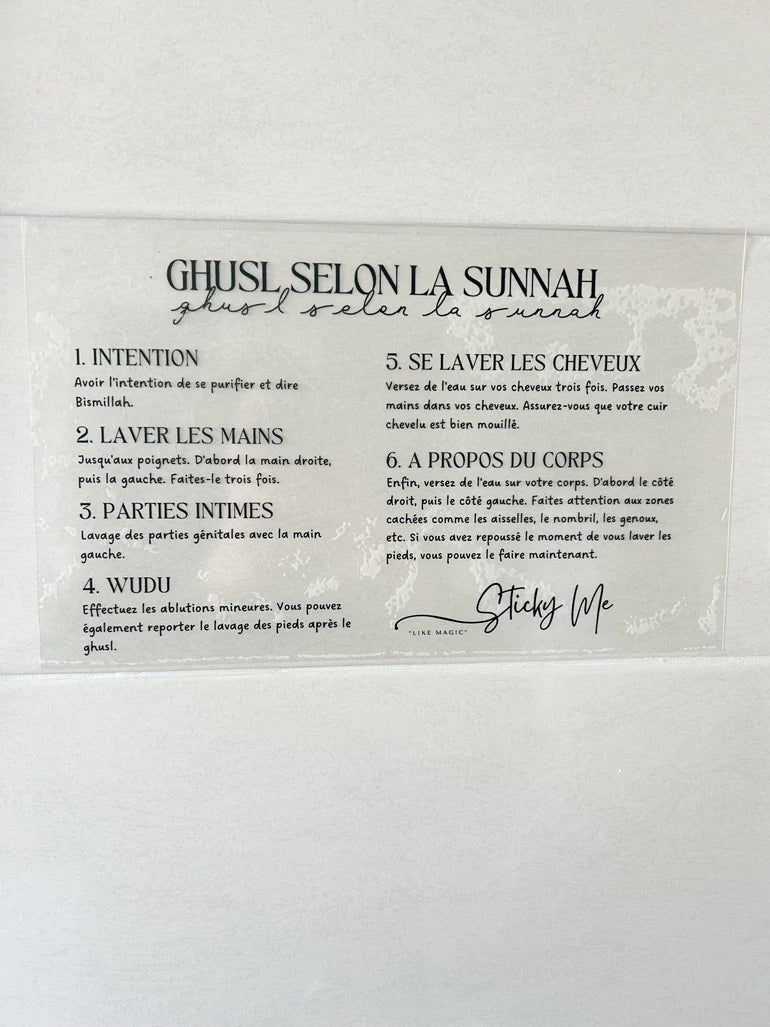 GHUSL SELON LA SUNNAH
ghusl selon la sunnah
1. INTENTION
Avoir l'intention de se purifier et dire
Bismillah.
2. LAVER LES MAINS
Jusqu'aux poignets. D'abord la main droite,
puis la gauche. Faites-le trois fois.
3. PARTIES INTIMES
Lavage des parties génitales avec la main
gauche.
4. WUDU
Effectuez les ablutions mineures. Vous pouvez
également reporter le lavage des pieds après le
ghusl.
5. SE LAVER LES CHEVEUX
Versez de l'eau sur vos cheveux trois fois. Passez vos
mains dans vos cheveux. Assurez-vous que votre cuir
chevelu est bien mouillé.
6. A PROPOS DU CORPS
Enfin, versez de l'eau sur votre corps. D'abord le côté
droit, puis le côté gauche. Faites attention aux zones
cachées comme les aisselles, le nombril, les genoux,
etc. Si vous avez repoussé le moment de vous laver les
pieds, vous pouvez le faire maintenant.
Sticky Me
"LIKE MAGIC"